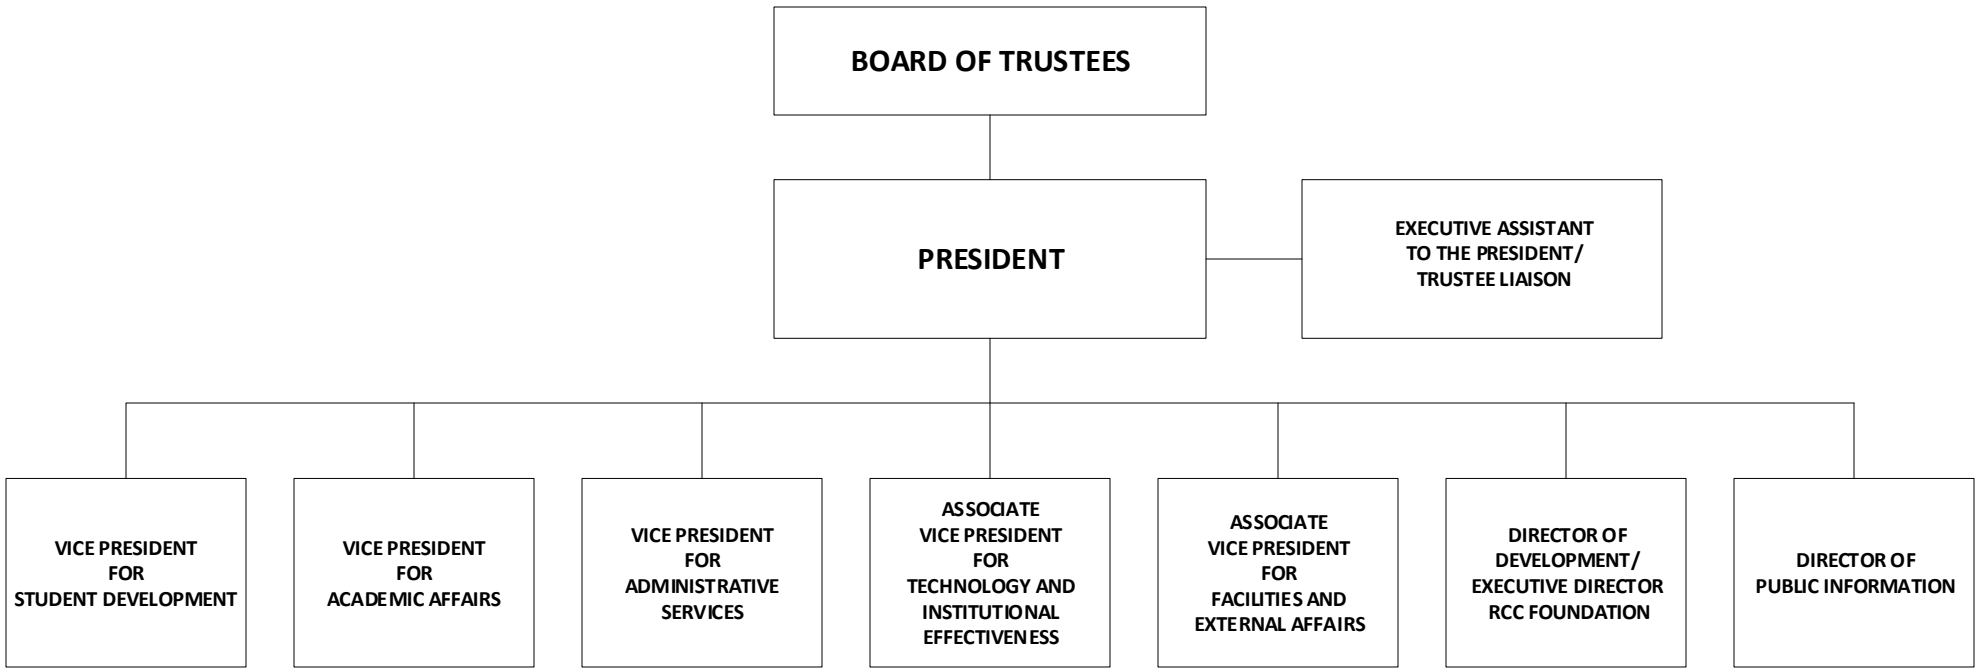 BOARD OF TRUSTEES
PRESIDENT
EXECUTIVE ASSISTANT
TO THE PRESIDENT/
TRUSTEE LIAISON
VICE PRESIDENT
FOR
STUDENT DEVELOPMENT
VICE PRESIDENT
FOR
ACADEMIC AFFAIRS
VICE PRESIDENT
FOR
ADMINISTRATIVE
SERVICES
ASSOCIATE
VICE PRESIDENT
FOR
TECHNOLOGY AND
INSTITUTIONAL
EFFECTIVENESS
ASSOCIATE
VICE PRESIDENT
FOR
FACILITIES AND
EXTERNAL AFFAIRS
DIRECTOR OF
DEVELOPMENT/
EXECUTIVE DIRECTOR
RCC FOUNDATION
DIRECTOR OF
PUBLIC INFORMATION